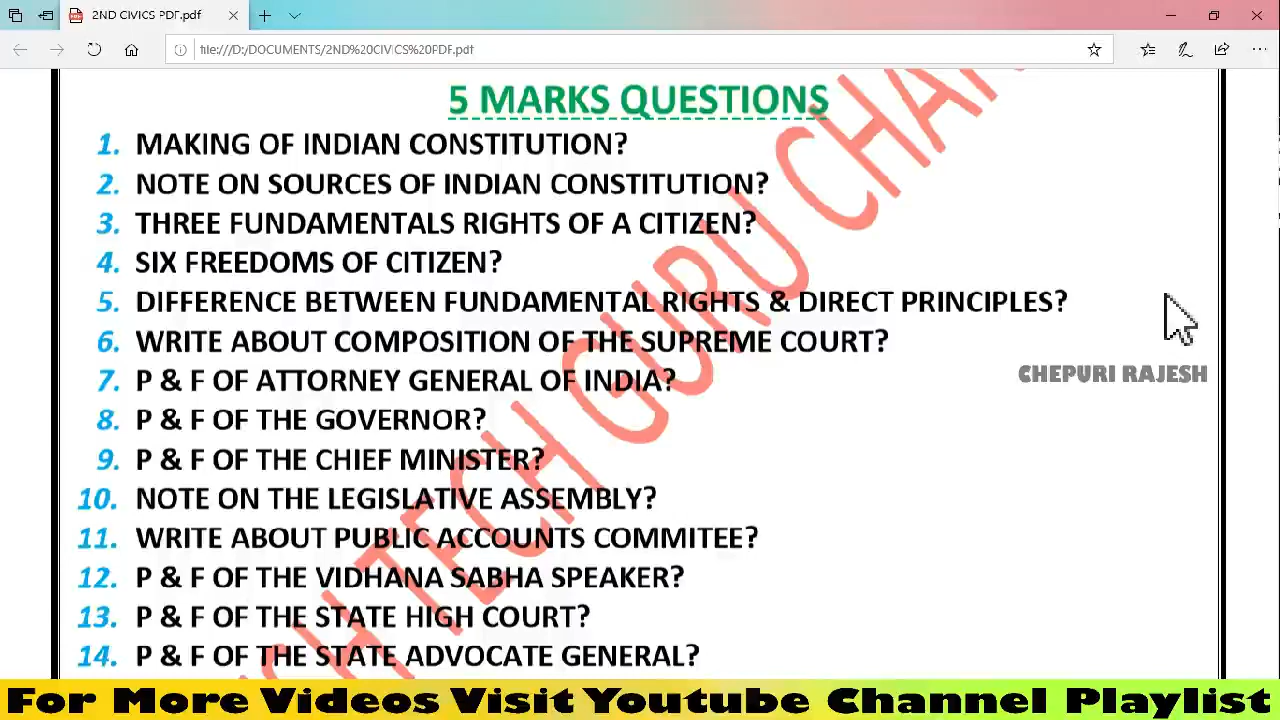 2ND CIVICS PDF.pdf
file:///D:/DOCUMENTS/2ND%20CIVICS%20PDF.pdf
5 MARKS QUESTIONS
1. MAKING OF INDIAN CONSTITUTION?
2. NOTE ON SOURCES OF INDIAN CONSTITUTION?
3. THREE FUNDAMENTALS RIGHTS OF A CITIZEN?
4. SIX FREEDOMS OF CITIZEN?
5. DIFFERENCE BETWEEN FUNDAMENTAL RIGHTS & DIRECT PRINCIPLES?
6. WRITE ABOUT COMPOSITION OF THE SUPREME COURT?
7. P & F OF ATTORNEY GENERAL OF INDIA?
CHEPURI RAJESH
8. P & F OF THE GOVERNOR?
9. P & F OF THE CHIEF MINISTER?
10. NOTE ON THE LEGISLATIVE ASSEMBLY?
11. WRITE ABOUT PUBLIC ACCOUNTS COMMITEE?
12. P & F OF THE VIDHANA SABHA SPEAKER?
13. P & F OF THE STATE HIGH COURT?
14. P & F OF THE STATE ADVOCATE GENERAL?
TECH GURU
For More Videos Visit Youtube Channel Playlist